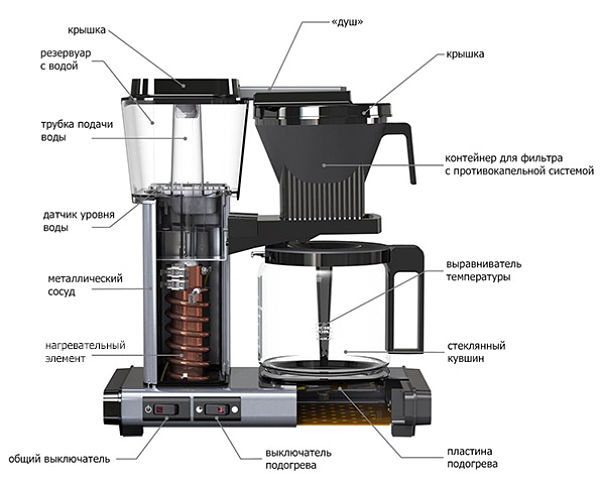 «душ»
крышка
крышка
резервуар
с водой
трубка подачи
воды
контейнер для фильтра
с противокапельной системой
датчик уровня
воды
выравниватель
температуры
металлический
сосуд
нагревательный
элемент
стеклянный
кувшин
общий выключатель
выключатель
подогрева
пластина
подогрева